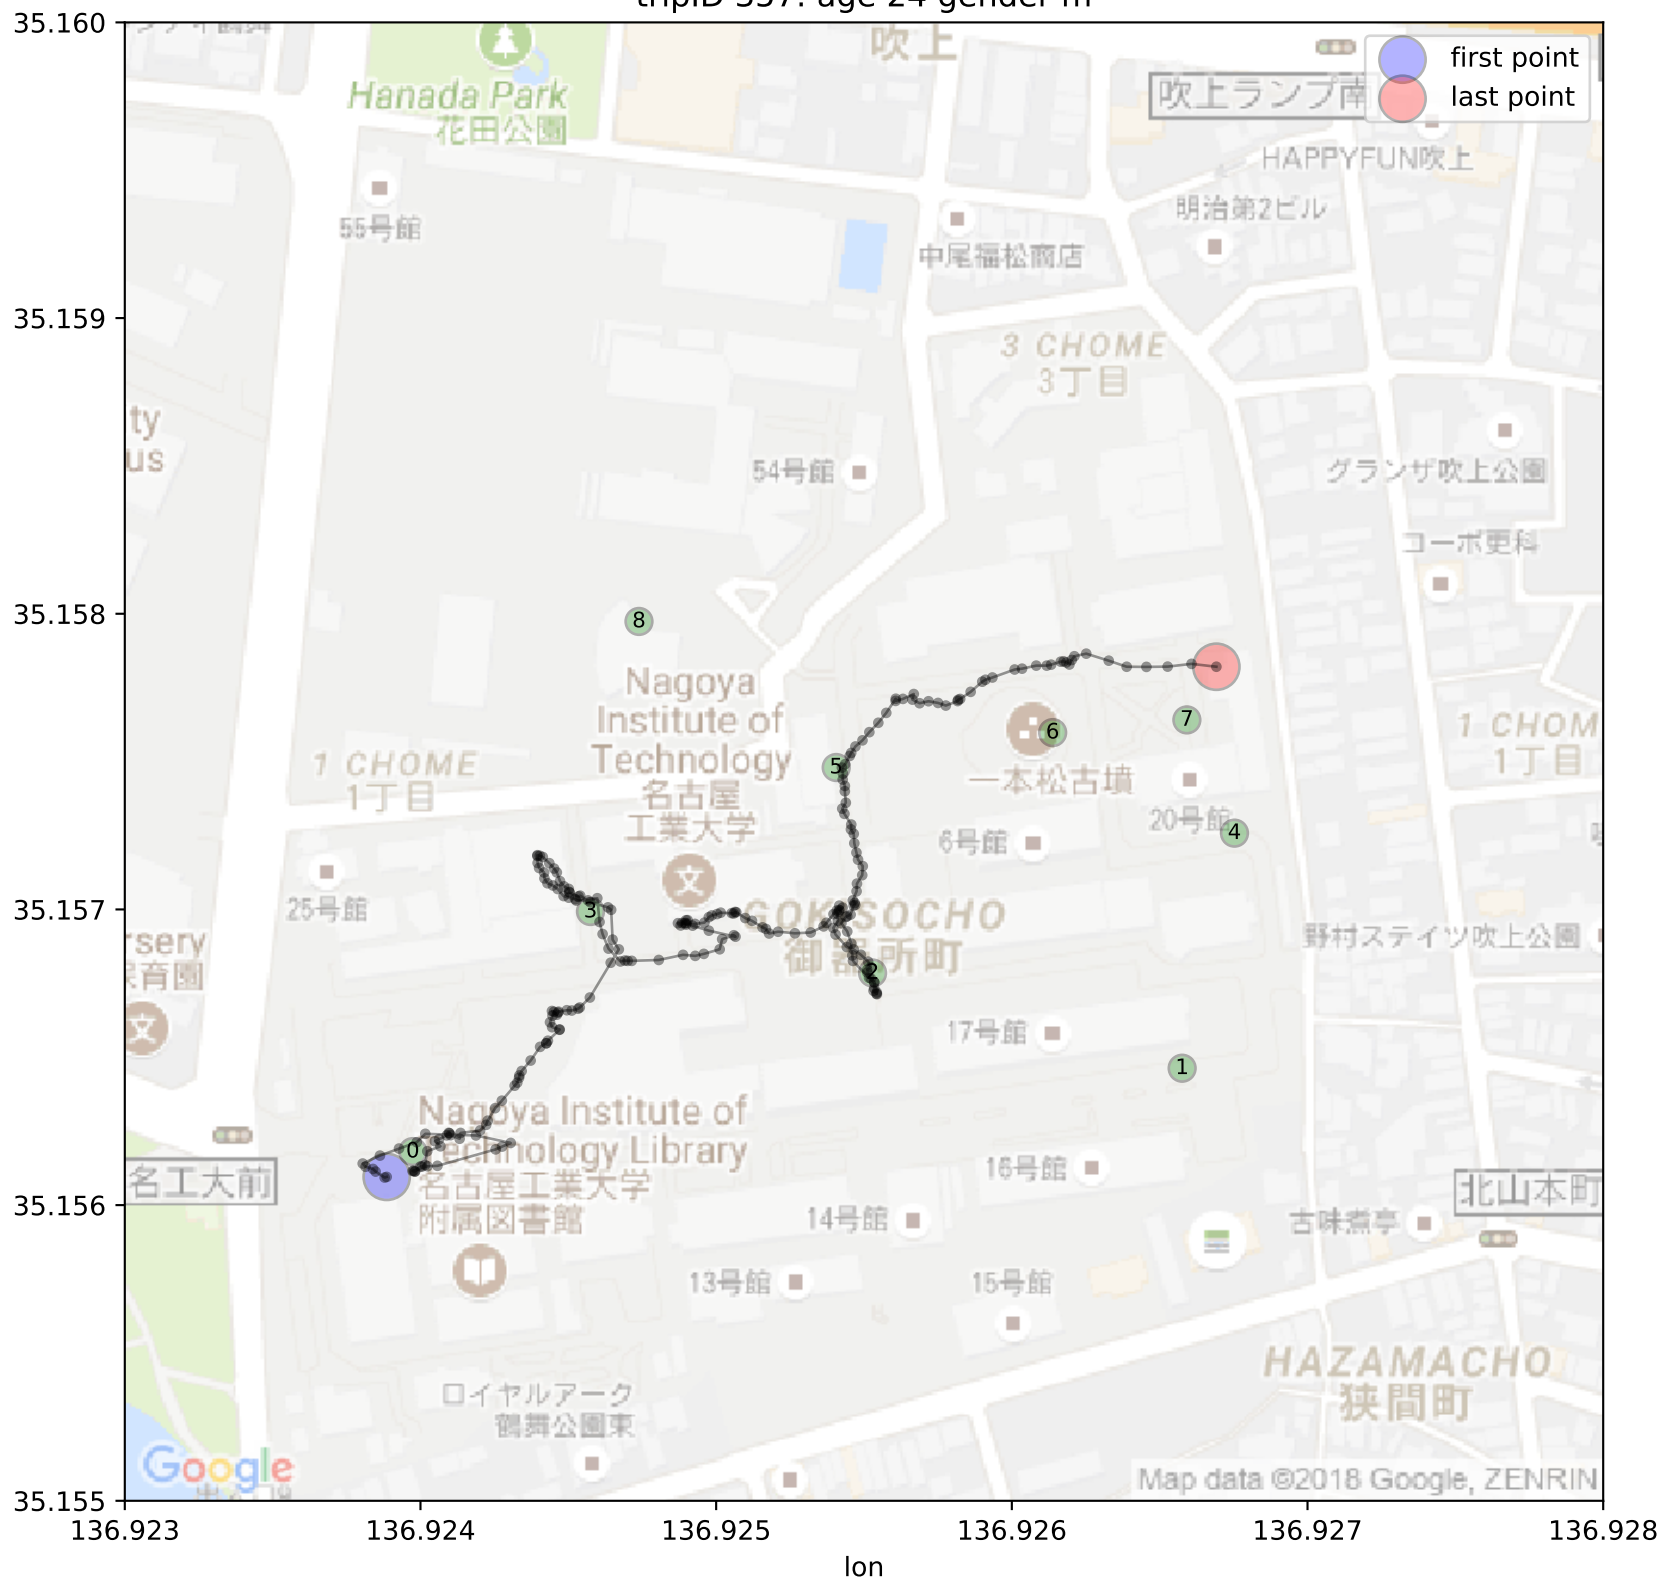 35.160
first point
last point
吹上
吹上ランプ南
Hanada Park
花田公園
HAPPYFUN吹上
明治第2ビル
55号館
中尾福松商店
35.159
3 CHOME
3丁目
ty
us
54号館
グランザ吹上公園
コーポ更科
35.158
8
Nagoya
Institute of
Technology
名古屋
工業大学
7
6
5
1 CHOME
1丁目
1 CHOM
1丁目
一本松古墳
20号館
4
6号館
25号館
3
35.157
GOKISOCHO
御器所町
2
野村ステイツ吹上公園
rsery
保育園
17号館
1
Nagoya Institute of
Technology Library
名古屋工業大学
附属図書館
0
16号館
名工大前
北山本町
35.156
14号館
古味煮亭
13号館
15号館
HAZAMACHO
狭間町
ロイヤルアーク
鶴舞公園東
Google
Map data ©2018 Google, ZENRIN
35.155
136.923
136.924
136.925
136.926
136.927
136.928
lon